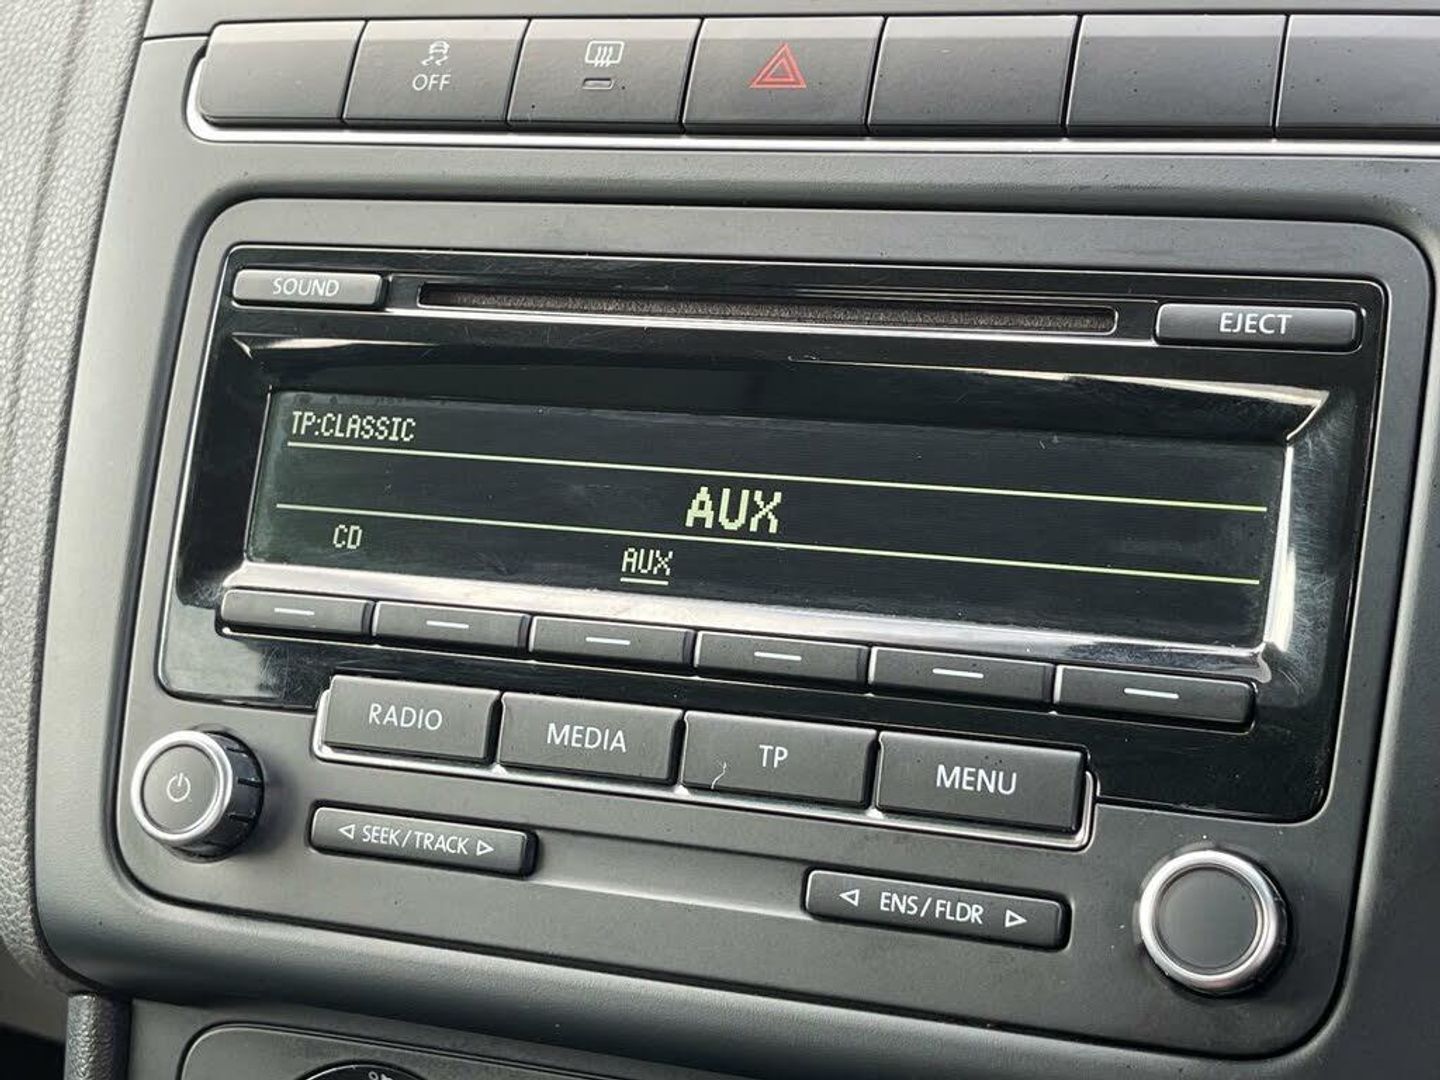 OFF
SOUND
EJECT
TP:CLASSIC
AUX
CD AUX
RADIO MEDIA TP MENU
SEEK/TRACK
ENS/FLDR